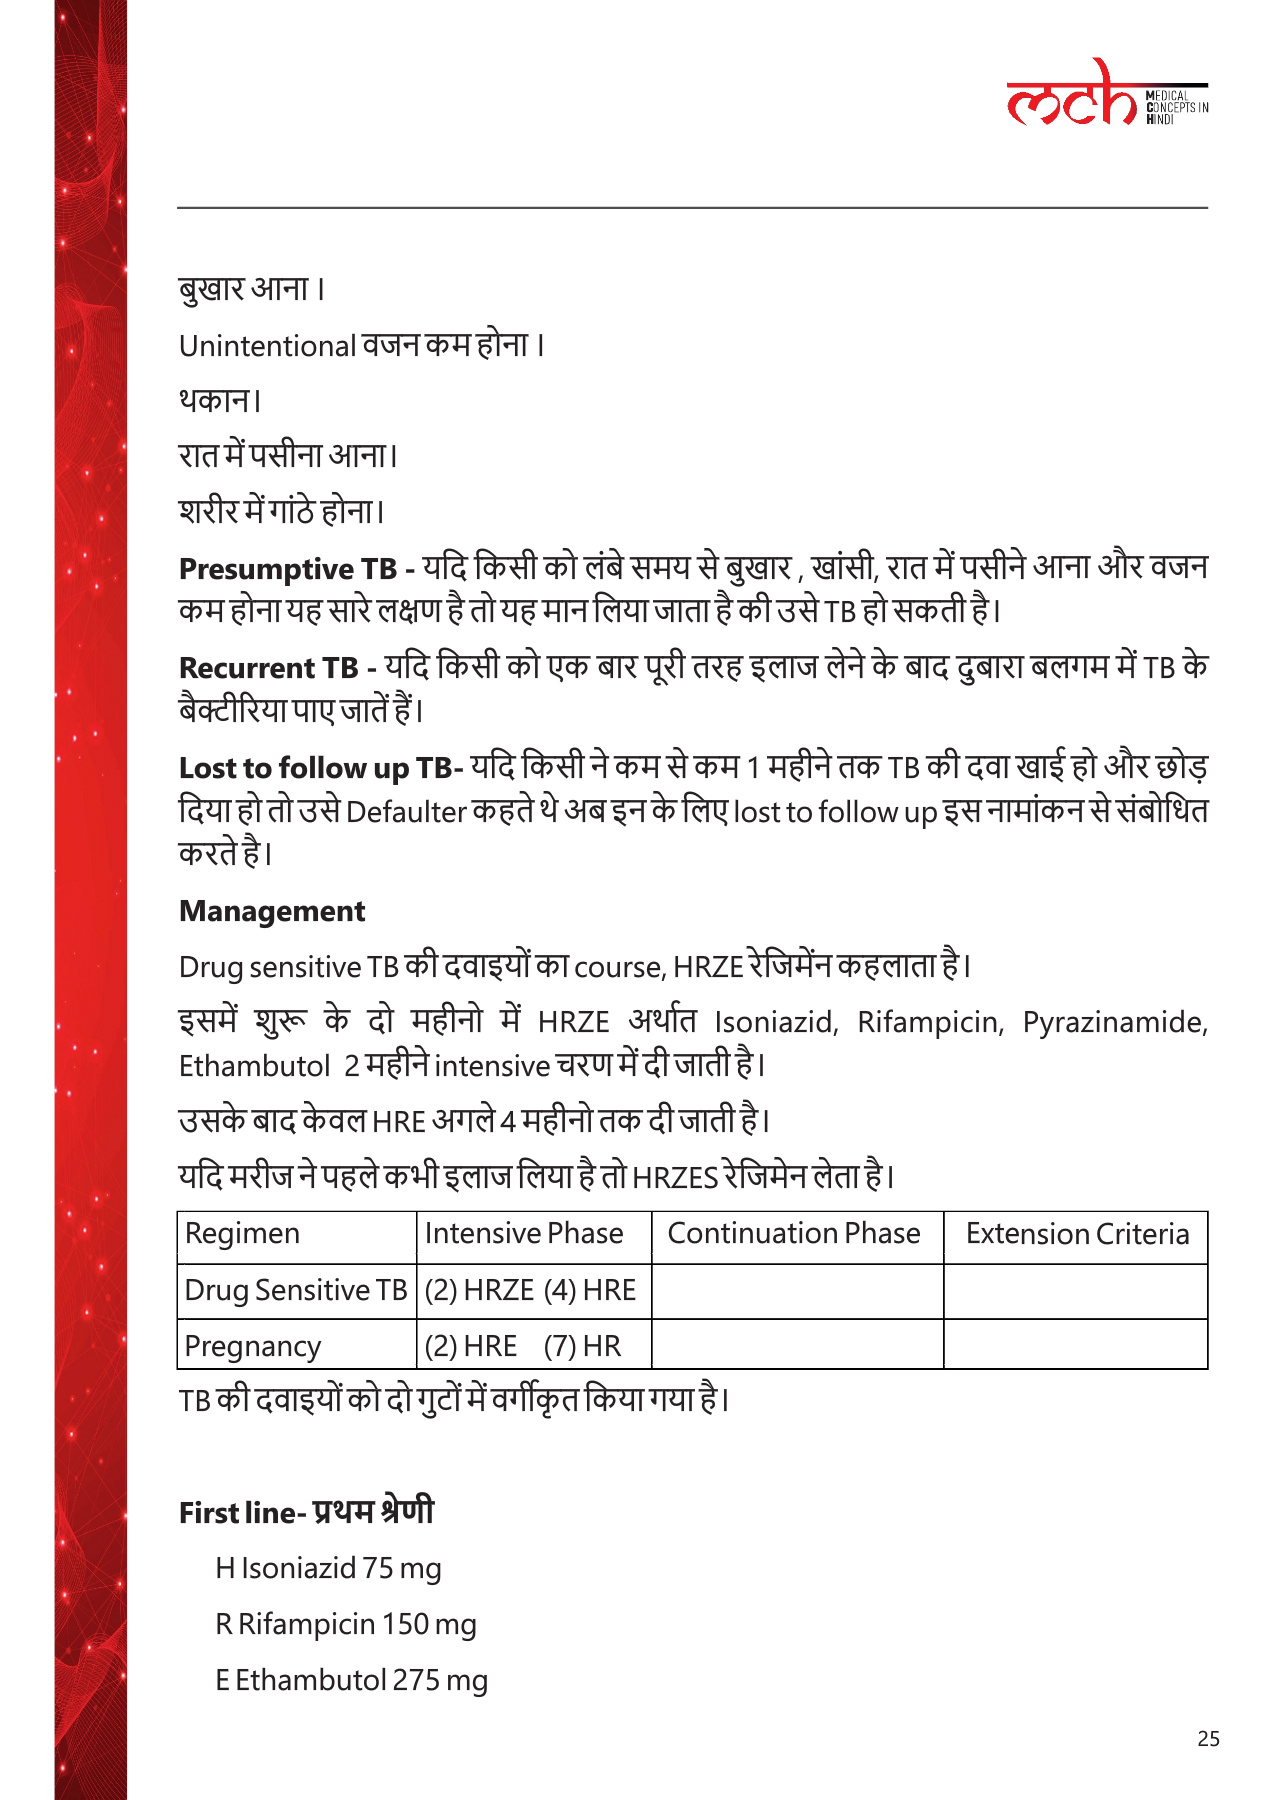 mch MEDICAL
CONCEPTS IN
HINDI
बुखार आना ।
Unintentional वजन कम होना ।
थकान।
रात में पसीना आना।
शरीर में गांठे होना।
Presumptive TB - यदि किसी को लंबे समय से बुखार , खांसी, रात में पसीने आना और वजन
कम होना यह सारे लक्षण है तो यह मान लिया जाता है की उसे TB हो सकती है।
Recurrent TB - यदि किसी को एक बार पूरी तरह इलाज लेने के बाद दुबारा बलगम में TB के
बैक्टीरिया पाए जातें हैं।
Lost to follow up TB- यदि किसी ने कम से कम 1 महीने तक TB की दवा खाई हो और छोड़
दिया हो तो उसे Defaulter कहते थे अब इन के लिए lost to follow up इस नामांकन से संबोधित
करते है।
Management
Drug sensitive TB की दवाइयों का course, HRZE रेजिमेंन कहलाता है।
इसमें शुरू के दो महीनो में HRZE अर्थात Isoniazid, Rifampicin, Pyrazinamide,
Ethambutol 2 महीने intensive चरण में दी जाती है।
उसके बाद केवल HRE अगले 4 महीनो तक दी जाती है।
यदि मरीज ने पहले कभी इलाज लिया है तो HRZES रेजिमेन लेता है।
Regimen Intensive Phase Continuation Phase Extension Criteria
Drug Sensitive TB (2) HRZE (4) HRE
Pregnancy (2) HRE (7) HR
TB की दवाइयों को दो गुटों में वर्गीकृत किया गया है।
First line- प्रथम श्रेणी
H Isoniazid 75 mg
R Rifampicin 150 mg
E Ethambutol 275 mg
25